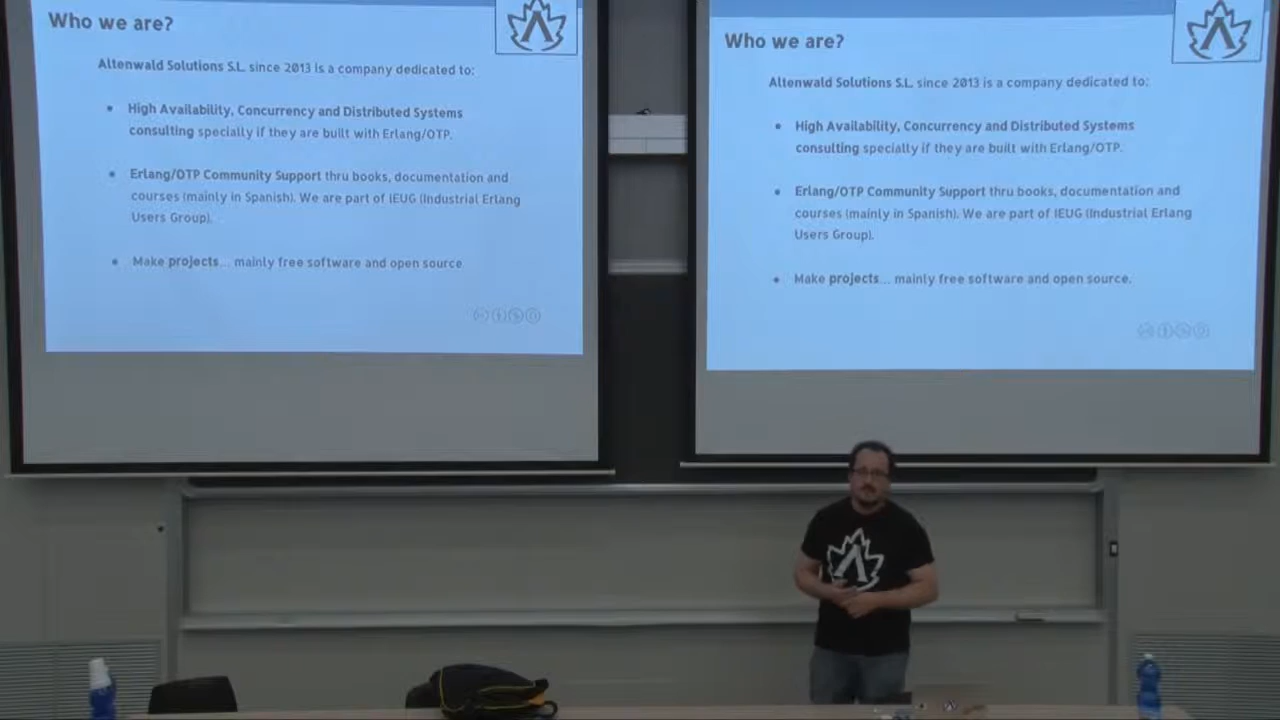 Who we are?
Altenwald Solutions S.L. since 2013 is a company dedicated to:
• High Availability, Concurrency and Distributed Systems
consulting specially if they are built with Erlang/OTP.
• Erlang/OTP Community Support thru books, documentation and
courses (mainly in Spanish). We are part of IEUG (Industrial Erlang
Users Group).
• Make projects... mainly free software and open source
Who we are?
Altenwald Solutions S.L. since 2013 is a company dedicated to:
• High Availability, Concurrency and Distributed Systems
consulting specially if they are built with Erlang/OTP.
• Erlang/OTP Community Support thru books, documentation and
courses (mainly in Spanish). We are part of IEUG (Industrial Erlang
Users Group).
• Make projects... mainly free software and open source.